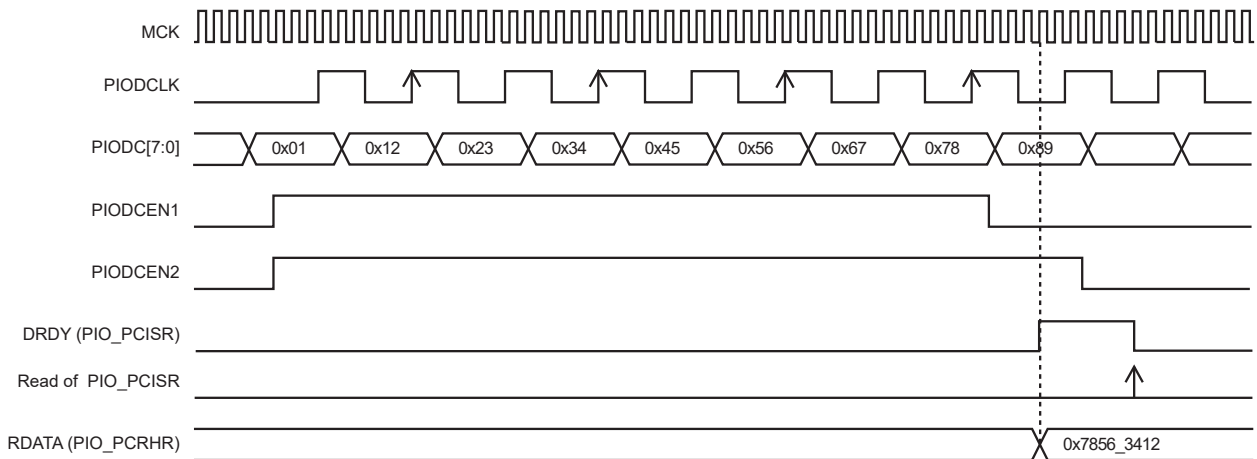 MCK
PIODCLK
PIODC[7:0] 0x01 0x12 0x23 0x34 0x45 0x56 0x67 0x78 0x89
PIODCEN1
PIODCEN2
DRDY (PIO_PCISR)
Read of PIO_PCISR
RDATA (PIO_PCRHR) 0x7856_3412